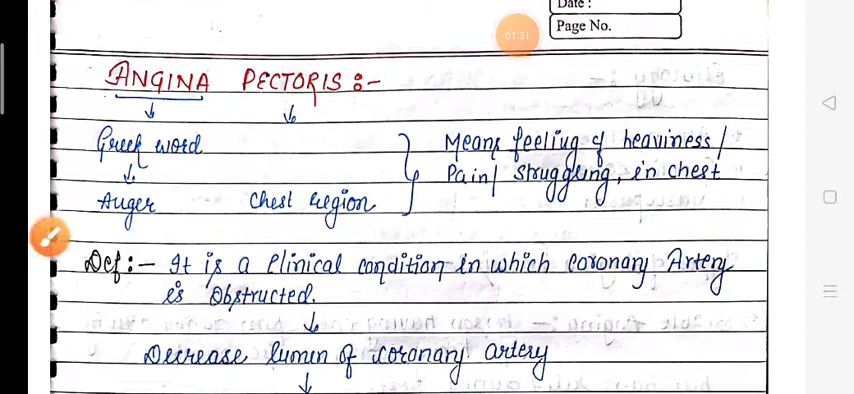 Date :
Page No.
01:31
ANGINA PECTORIS :-
Greek word
Auger Chest region
Means feeling of heaviness /
Pain / struggling, in chest
Def :- It is a clinical condition in which coronary Artery
is Obstructed.
Decrease lumen of coronary artery